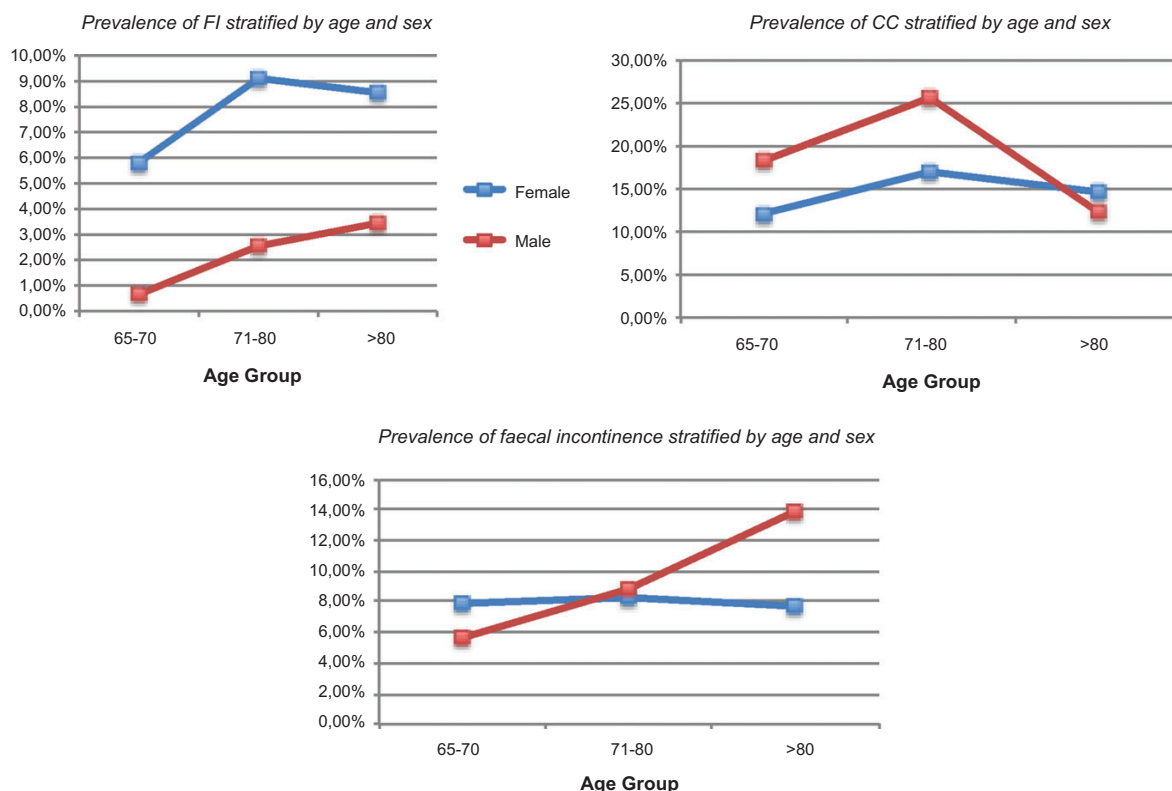 Prevalence of FI stratified by age and sex
10,00%
9,00%
8,00%
7,00%
6,00%
5,00%
4,00%
3,00%
2,00%
1,00%
0,00%
65-70 71-80 >80
Age Group
Female
Male
Prevalence of CC stratified by age and sex
30,00%
25,00%
20,00%
15,00%
10,00%
5,00%
0,00%
65-70 71-80 >80
Age Group
Prevalence of faecal incontinence stratified by age and sex
16,00%
14,00%
12,00%
10,00%
8,00%
6,00%
4,00%
2,00%
0,00%
65-70 71-80 >80
Age Group